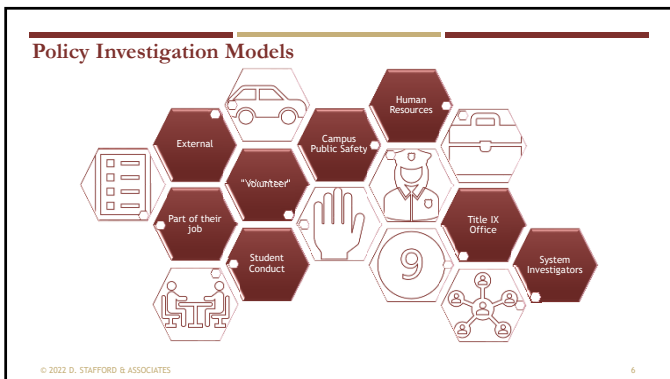 Policy Investigation Models
Human
Resources
External
Campus
Public Safety
"Volunteer"
Part of their
job
Title IX
Office
Student
Conduct
9
System
Investigators
© 2022 D. STAFFORD & ASSOCIATES
6